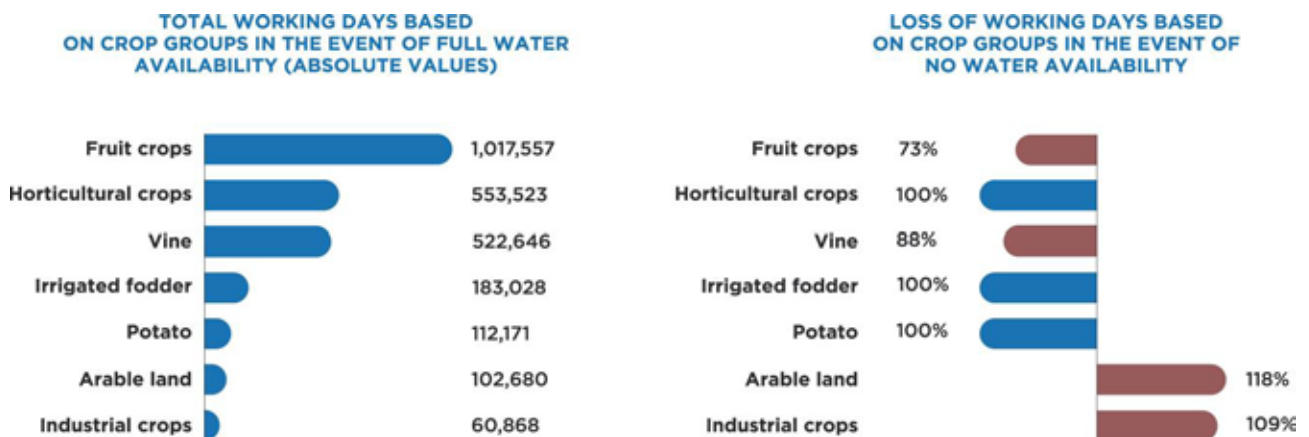 TOTAL WORKING DAYS BASED
ON CROP GROUPS IN THE EVENT OF FULL WATER
AVAILABILITY (ABSOLUTE VALUES)
Fruit crops 1,017,557
Horticultural crops 553,523
Vine 522,646
Irrigated fodder 183,028
Potato 112,171
Arable land 102,680
Industrial crops 60,868
LOSS OF WORKING DAYS BASED
ON CROP GROUPS IN THE EVENT OF
NO WATER AVAILABILITY
Fruit crops 73%
Horticultural crops 100%
Vine 88%
Irrigated fodder 100%
Potato 100%
Arable land 118%
Industrial crops 109%